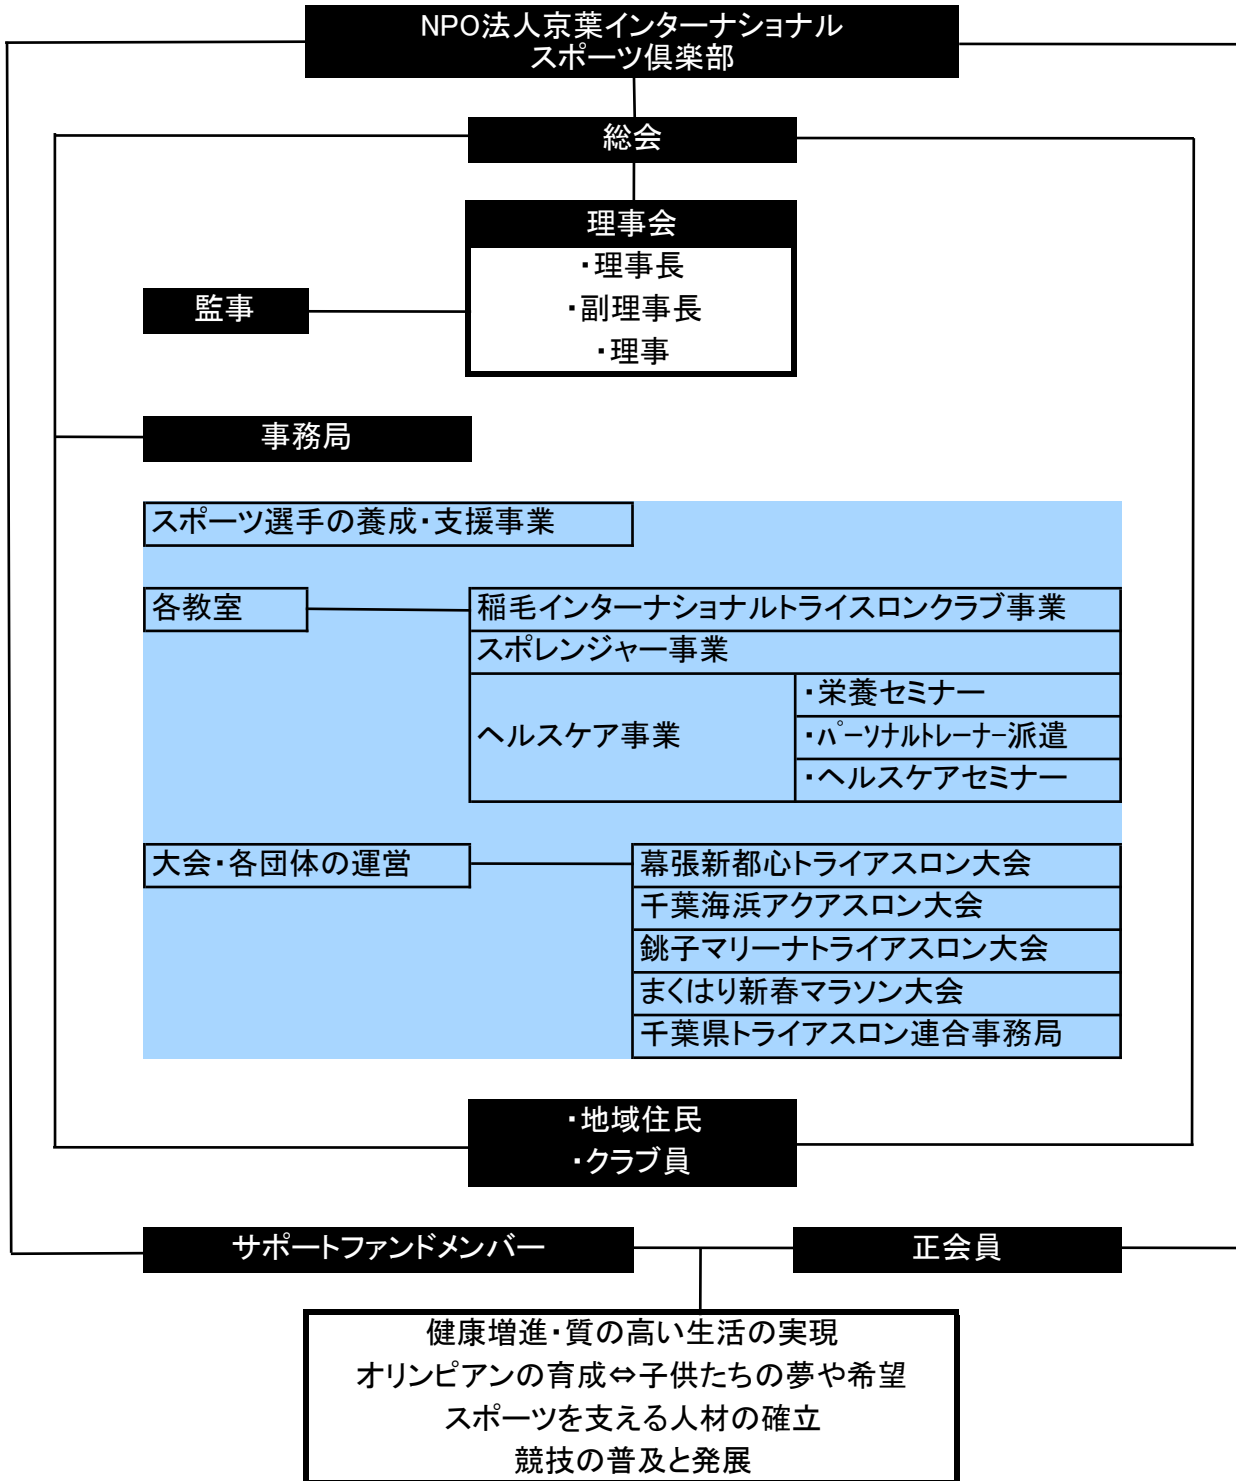 NPO法人京葉インターナショナル
スポーツ倶楽部
総会
理事会
・理事長
・副理事長
・理事
監事
事務局
スポーツ選手の養成・支援事業
各教室
稲毛インターナショナルトライスロンクラブ事業
スポレンジャー事業
ヘルスケア事業
・栄養セミナー
・ﾊﾟｰｿﾅﾙﾄﾚｰﾅｰ派遣
・ヘルスケアセミナー
大会・各団体の運営
幕張新都心トライアスロン大会
千葉海浜アクアスロン大会
銚子マリーナトライアスロン大会
まくはり新春マラソン大会
千葉県トライアスロン連合事務局
・地域住民
・クラブ員
サポートファンドメンバー
正会員
健康増進・質の高い生活の実現
オリンピアンの育成⇔子供たちの夢や希望
スポーツを支える人材の確立
競技の普及と発展